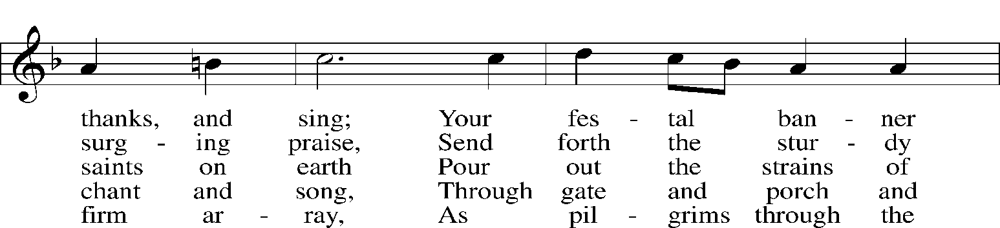 thanks, and sing; Your fes - tal ban - ner
surg - ing praise, Send forth the stur - dy
saints on earth Pour out the strains of
chant and song, Through gate and porch and
firm ar - ray, As pil - grims through the